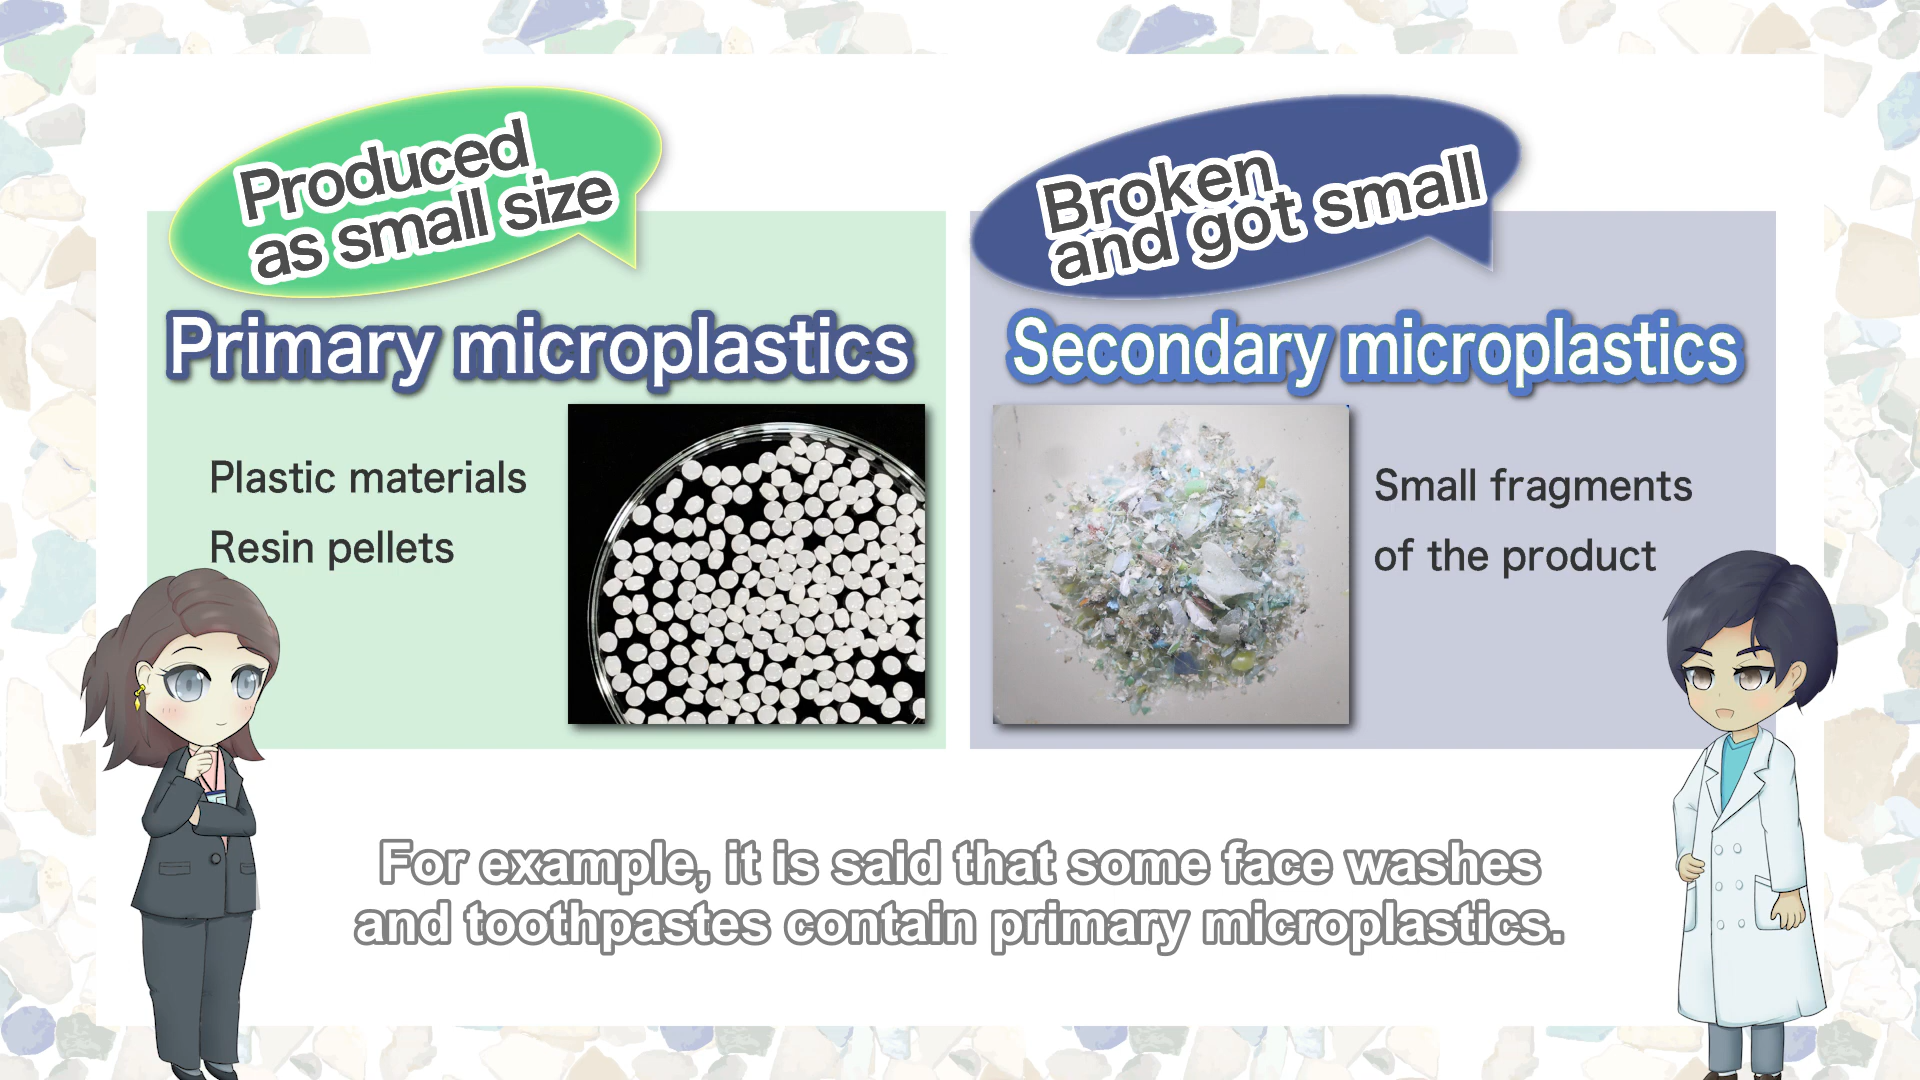 Produced
as small size
Primary microplastics
Plastic materials
Resin pellets
Broken
and got small
Secondary microplastics
Small fragments
of the product
For example, it is said that some face washes
and toothpastes contain primary microplastics.